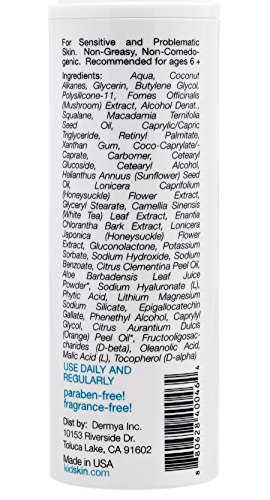 For Sensitive and Problematic
Skin. Non-Greasy, Non-Comedo-
genic. Recommended for ages 6 +
Ingredients: Aqua, Coconut
Alkanes, Glycerin, Butylene Glycol,
Polysilicone-11, Fomes Officinalis
(Mushroom) Extract, Alcohol Denat.,
Squalane, Macadamia Ternifolia
Seed Oil, Caprylic/Capric
Triglyceride, Retinyl Palmitate,
Xanthan Gum, Coco-Caprylate/-
Caprate, Carbomer, Cetearyl
Glucoside, Cetearyl Alcohol,
Helianthus Annuus (Sunflower) Seed
Oil, Lonicera Caprifolium
(Honeysuckle) Flower Extract,
Glyceryl Stearate, Camellia Sinensis
(White Tea) Leaf Extract, Enantia
Chlorantha Bark Extract, Lonicera
Japonica (Honeysuckle) Flower
Extract, Gluconolactone, Potassium
Sorbate, Sodium Hydroxide, Sodium
Benzoate, Citrus Clementina Peel Oil,
Aloe Barbadensis Leaf Juice
Powder*, Sodium Hyaluronate (L),
Phytic Acid, Lithium Magnesium
Sodium Silicate, Epigallocatechin
Gallate, Phenethyl Alcohol, Caprylyl
Glycol, Citrus Aurantium Dulcis
(Orange) Peel Oil*, Fructooligosac-
charides (D-beta), Oleanolic Acid,
Malic Acid (L), Tocopherol (D-alpha)
USE DAILY AND
REGULARLY
paraben-free!
fragrance-free!
Dist by: Dermya Inc.
10153 Riverside Dr.
Toluca Lake, CA 91602
Made in USA
kidskin.com
8 80628 40046 4